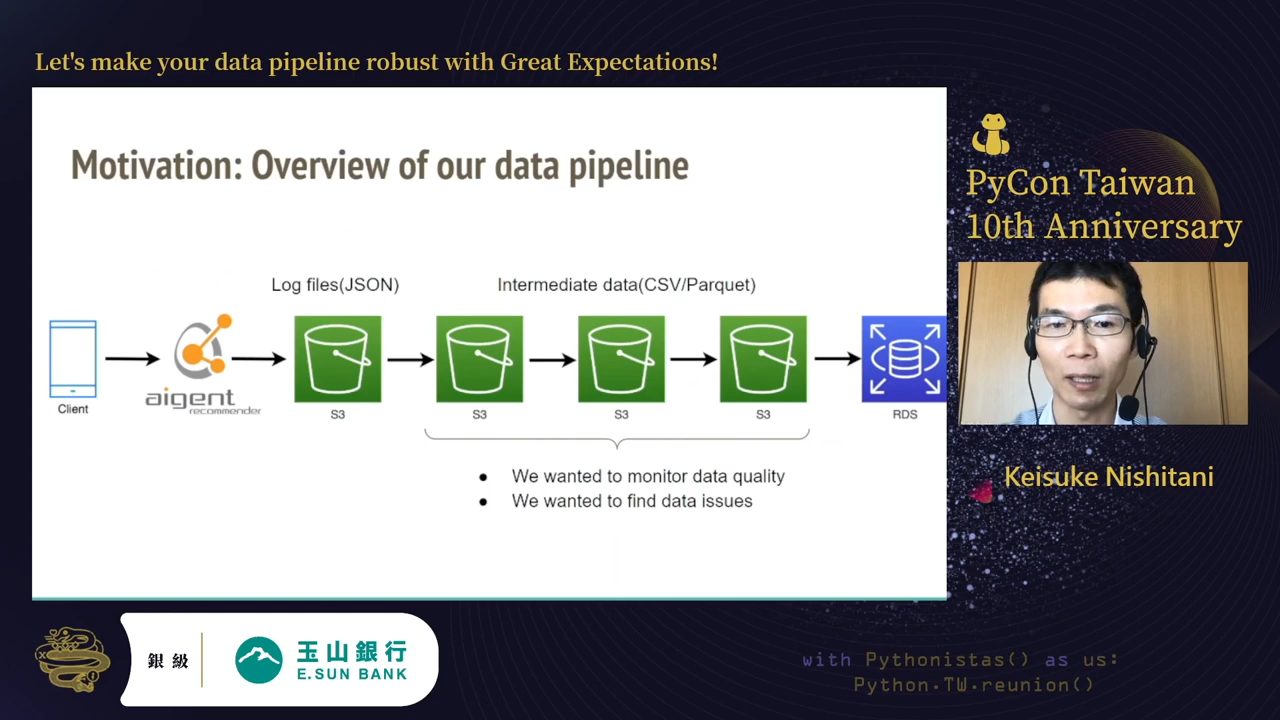 Let's make your data pipeline robust with Great Expectations!
Motivation: Overview of our data pipeline
Log files(JSON)
Intermediate data(CSV/Parquet)
Client
aigent
recommender
S3
S3
S3
S3
RDS
● We wanted to monitor data quality
● We wanted to find data issues
PyCon Taiwan
10th Anniversary
Keisuke Nishitani
銀級
玉山銀行
E.SUN BANK
with Pythonistas() as us:
Python.TW.reunion()